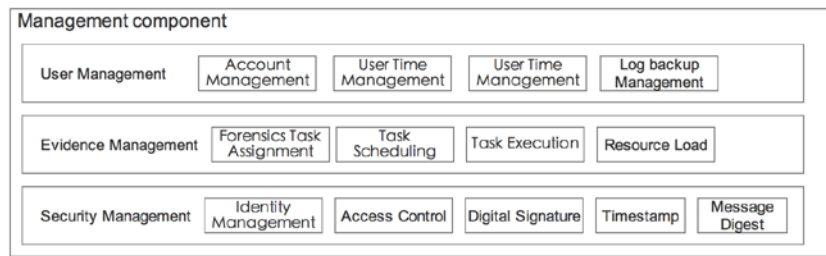 Management component
User Management
Account
Management
User Time
Management
User Time
Management
Log backup
Management
Evidence Management
Forensics Task
Assignment
Task
Scheduling
Task Execution
Resource Load
Security Management
Identity
Management
Access Control
Digital Signature
Timestamp
Message
Digest